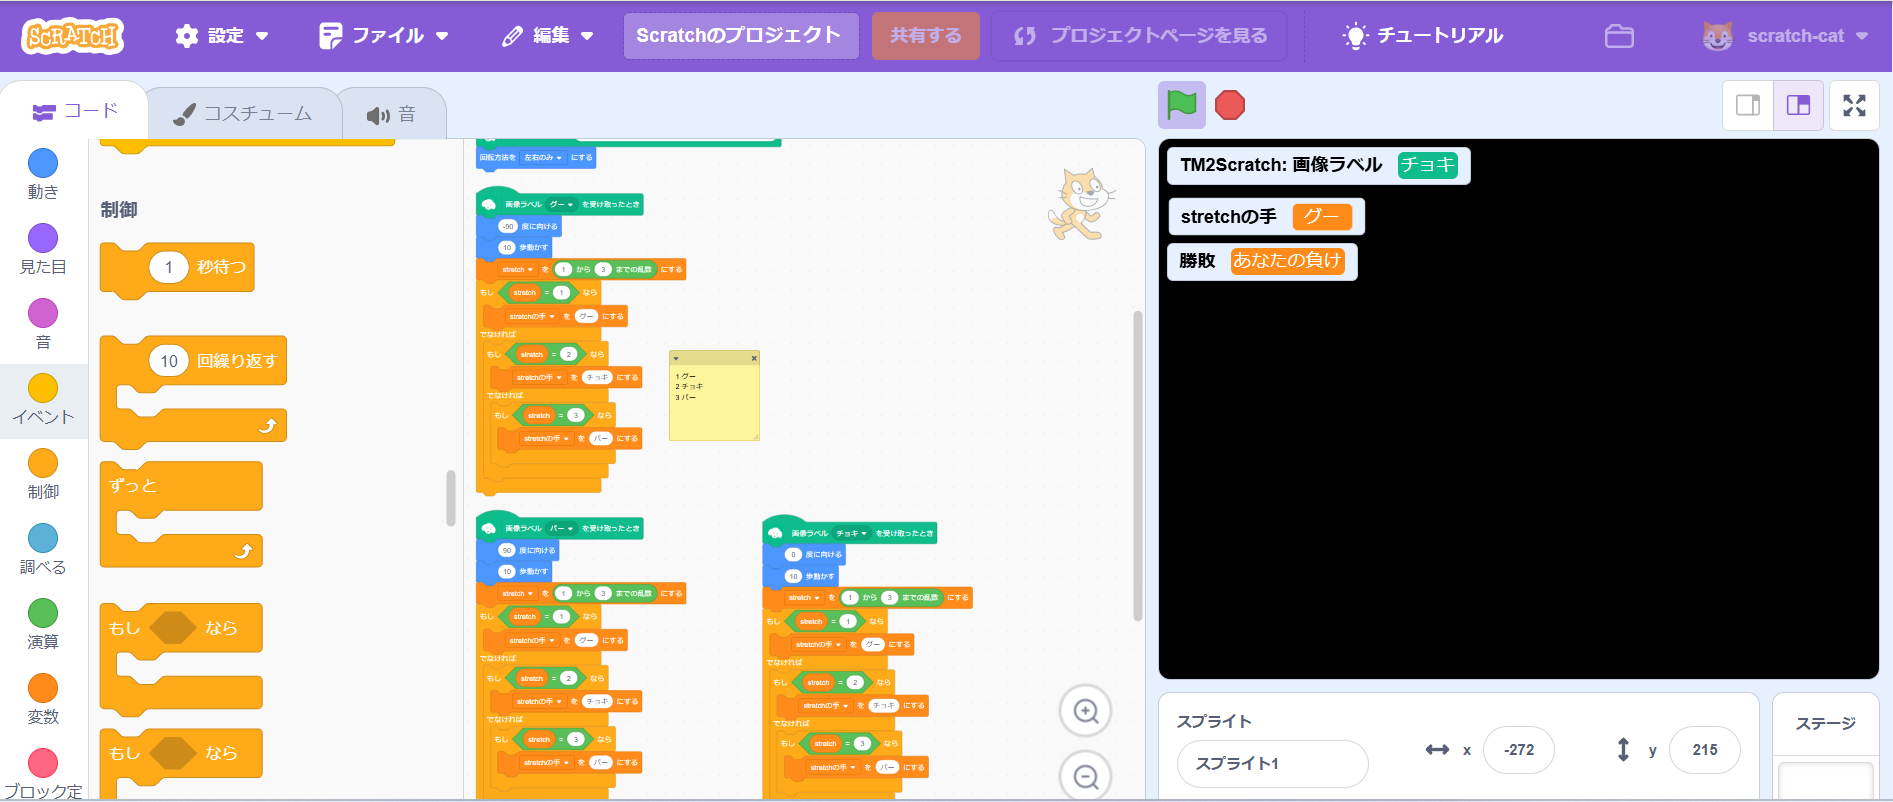 SCRATCH 設定 ファイル 編集 Scratchのプロジェクト 共有する プロジェクトページを見る チュートリアル scratch-cat
コード コスチューム 音
動き
見た目
音
イベント
制御
調べる
演算
変数
ブロック定
制御
1 秒待つ
10 回繰り返す
ずっと
もし なら
もし なら
回転方法を 左右のみ にする
画像ラベル グー を受け取ったとき
-90 度に向ける
10 歩動かす
stretch を 1 から 3 までの乱数 にする
もし stretch = 1 なら
stretchの手 を グー にする
でなければ
もし stretch = 2 なら
stretchの手 を チョキ にする
でなければ
もし stretch = 3 なら
stretchの手 を パー にする
1 グー
2 チョキ
3 パー
画像ラベル パー を受け取ったとき
90 度に向ける
10 歩動かす
stretch を 1 から 3 までの乱数 にする
もし stretch = 1 なら
stretchの手 を グー にする
でなければ
もし stretch = 2 なら
stretchの手 を チョキ にする
でなければ
もし stretch = 3 なら
stretchの手 を パー にする
画像ラベル チョキ を受け取ったとき
0 度に向ける
10 歩動かす
stretch を 1 から 3 までの乱数 にする
もし stretch = 1 なら
stretchの手 を グー にする
でなければ
もし stretch = 2 なら
stretchの手 を チョキ にする
でなければ
もし stretch = 3 なら
stretchの手 を パー にする
TM2Scratch: 画像ラベル チョキ
stretchの手 グー
勝敗 あなたの負け
スプライト
スプライト1 x -272 y 215
ステージ